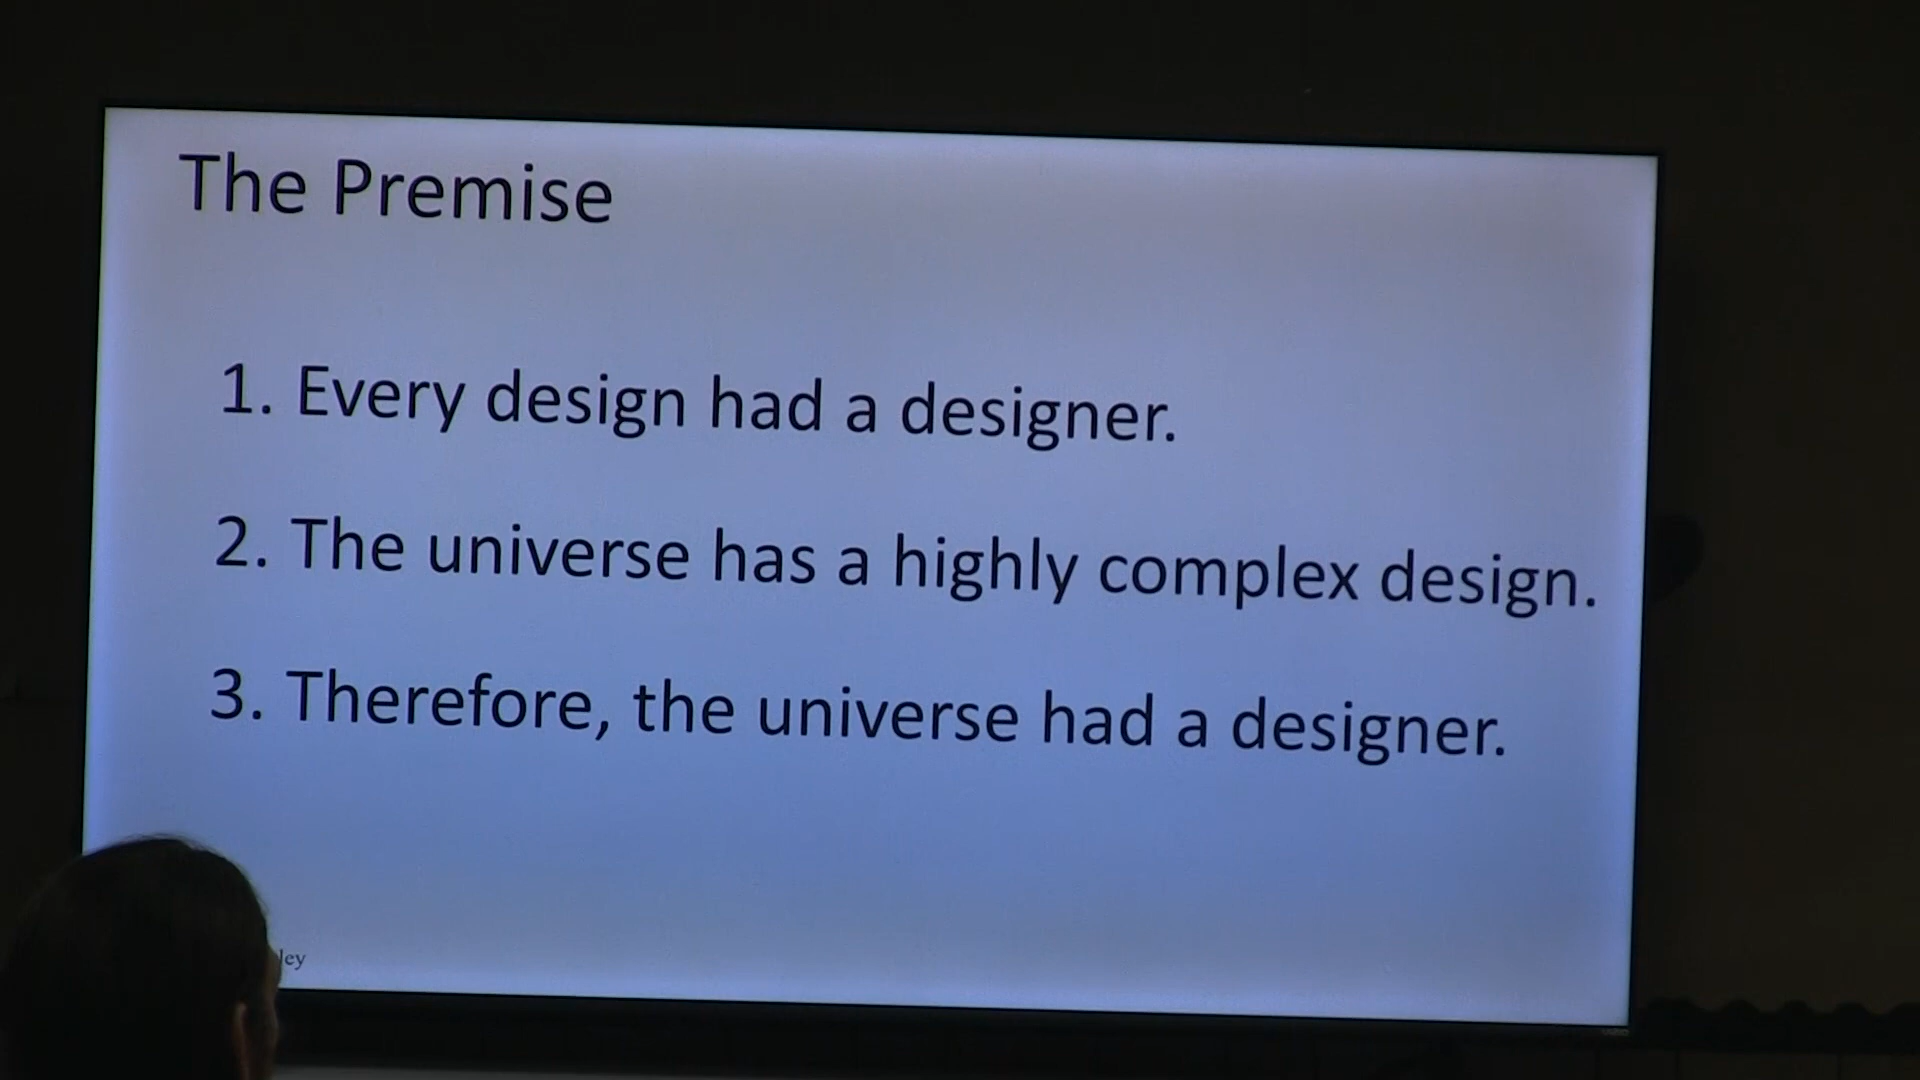 The Premise
1. Every design had a designer.
2. The universe has a highly complex design.
3. Therefore, the universe had a designer.